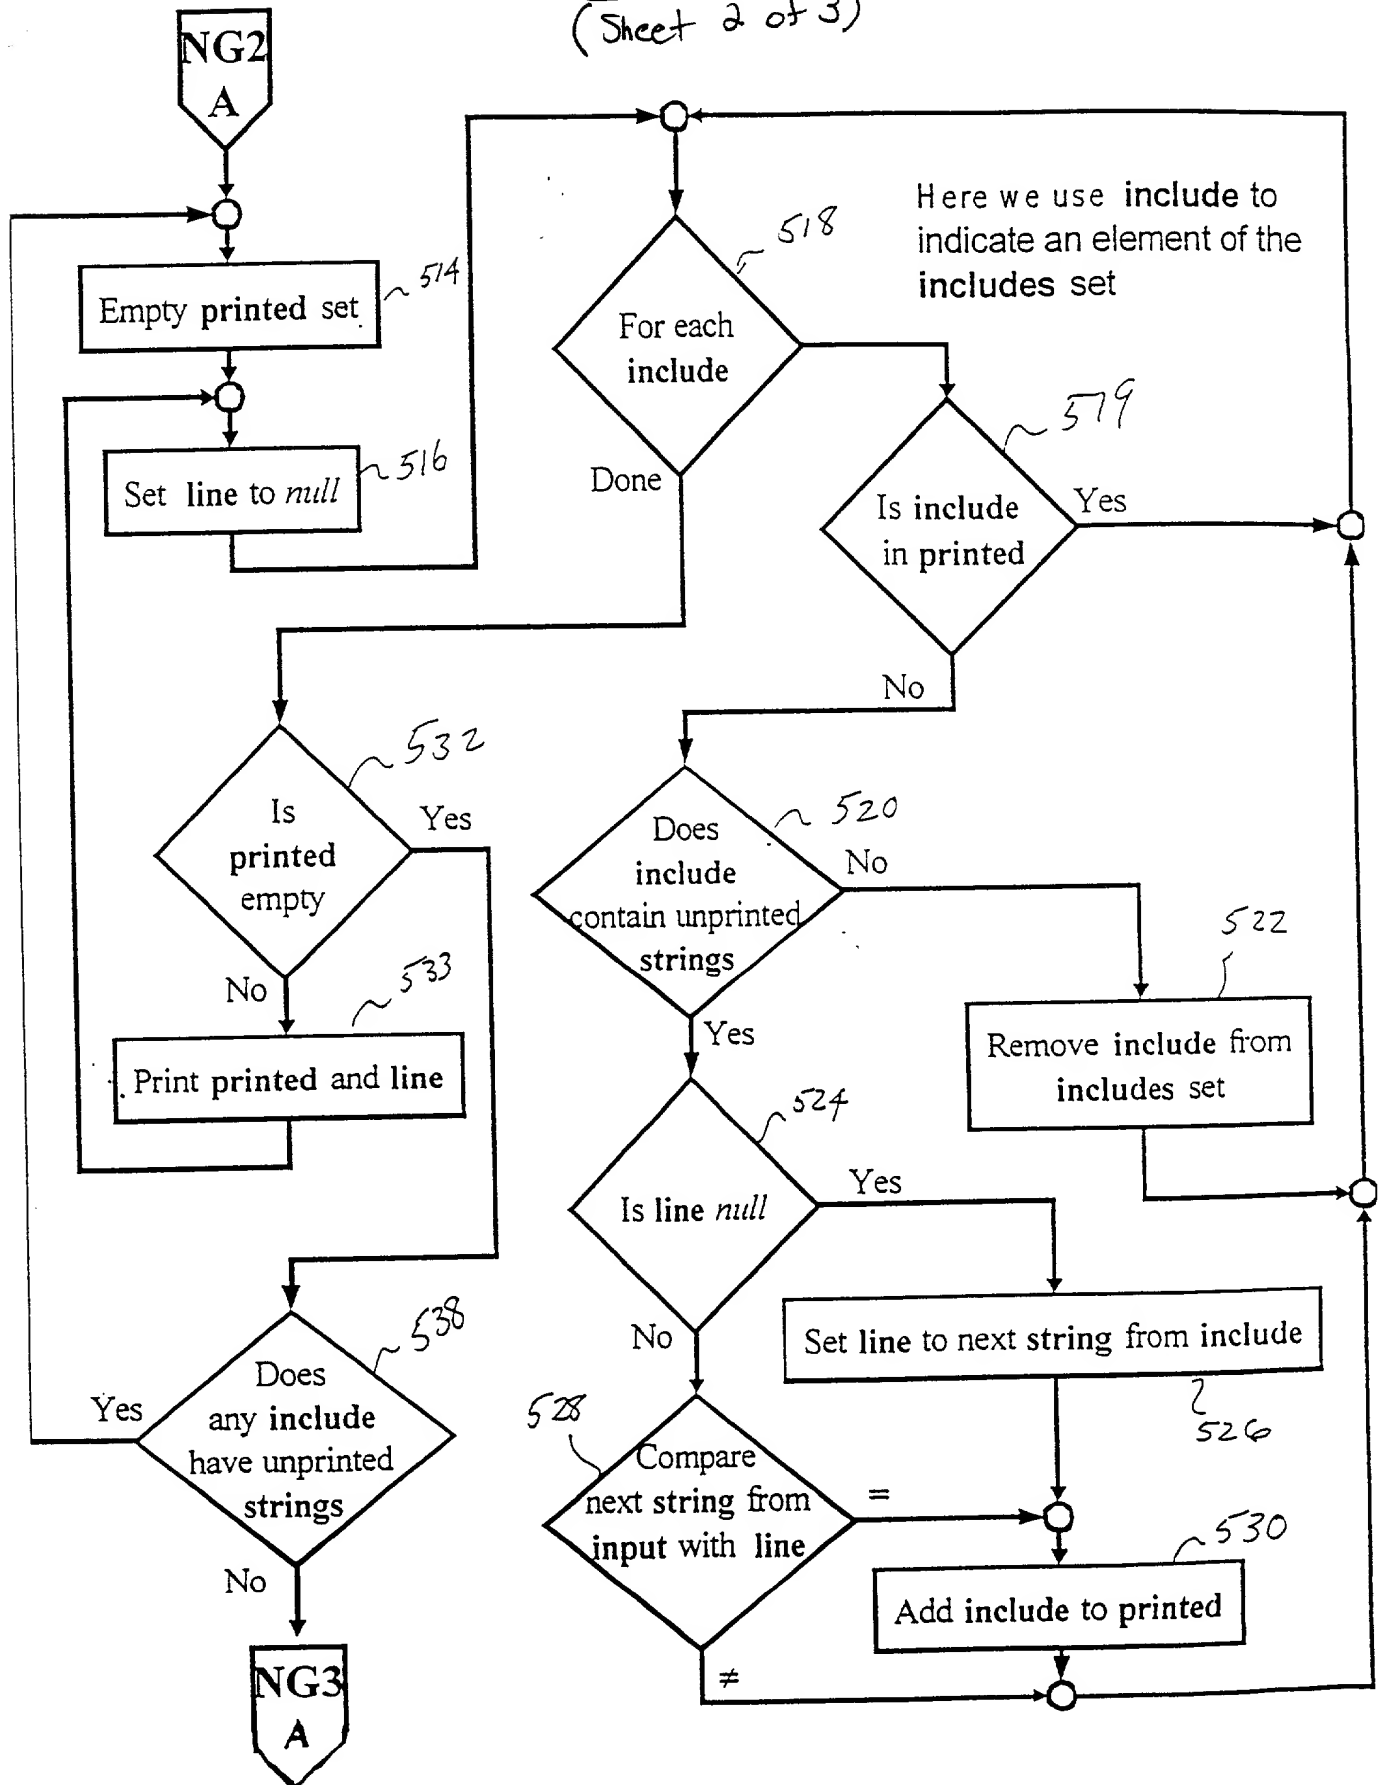 (Sheet 2 of 3)
NG2
A
Empty printed set
514
Set line to null
516
For each
include
518
Done
Here we use include to
indicate an element of the
includes set
Is include
in printed
519
Yes
No
Is
printed
empty
532
Yes
No
Print printed and line
533
Does
include
contain unprinted
strings
520
No
Yes
Remove include from
includes set
522
Is line null
524
Yes
No
Set line to next string from include
526
Compare
next string from
input with line
528
=
≠
Add include to printed
530
Does
any include
have unprinted
strings
538
Yes
No
NG3
A